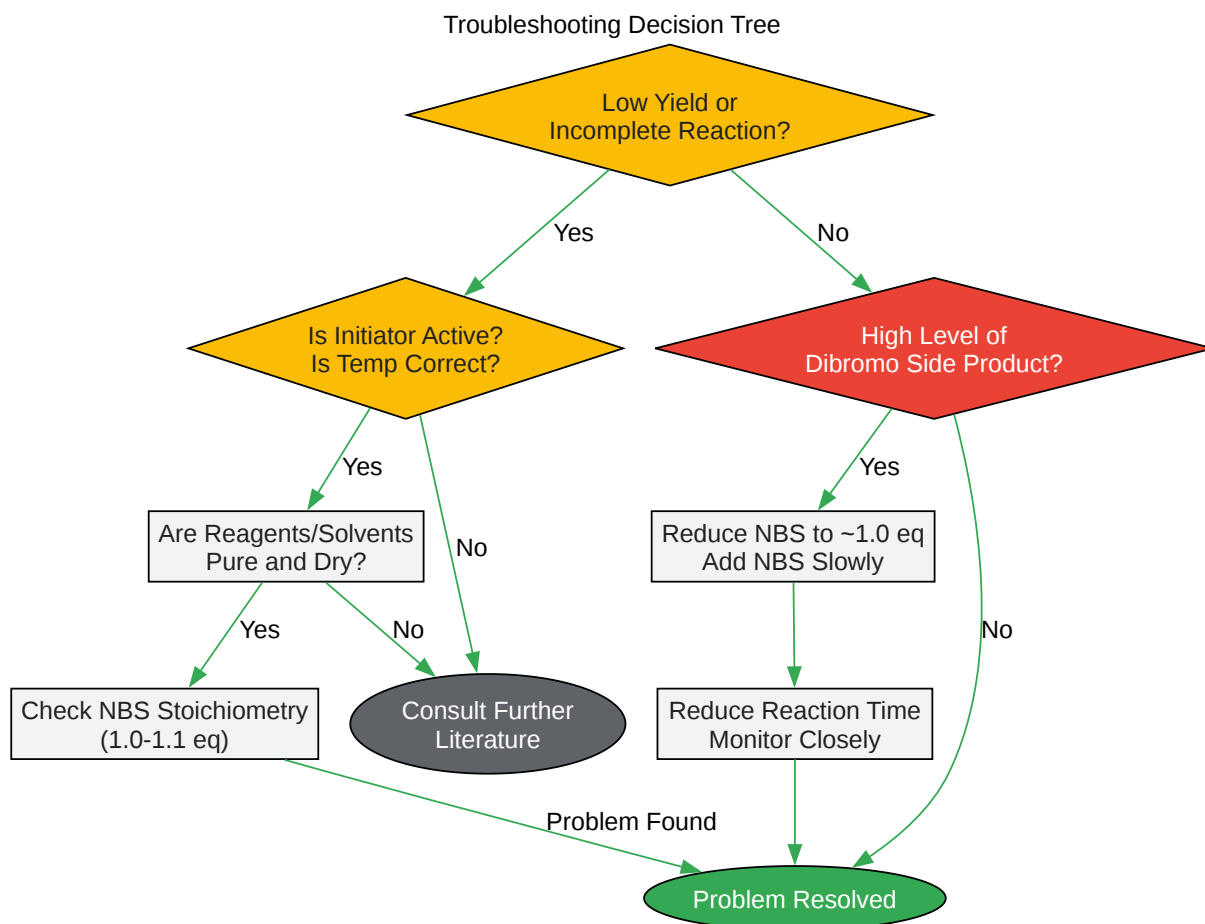 Troubleshooting Decision Tree
Low Yield or
Incomplete Reaction?
Yes
No
Is Initiator Active?
Is Temp Correct?
High Level of
Dibromo Side Product?
Yes
No
Yes
No
Are Reagents/Solvents
Pure and Dry?
Reduce NBS to ~1.0 eq
Add NBS Slowly
Yes
No
Check NBS Stoichiometry
(1.0-1.1 eq)
Consult Further
Literature
Reduce Reaction Time
Monitor Closely
Problem Found
Problem Resolved